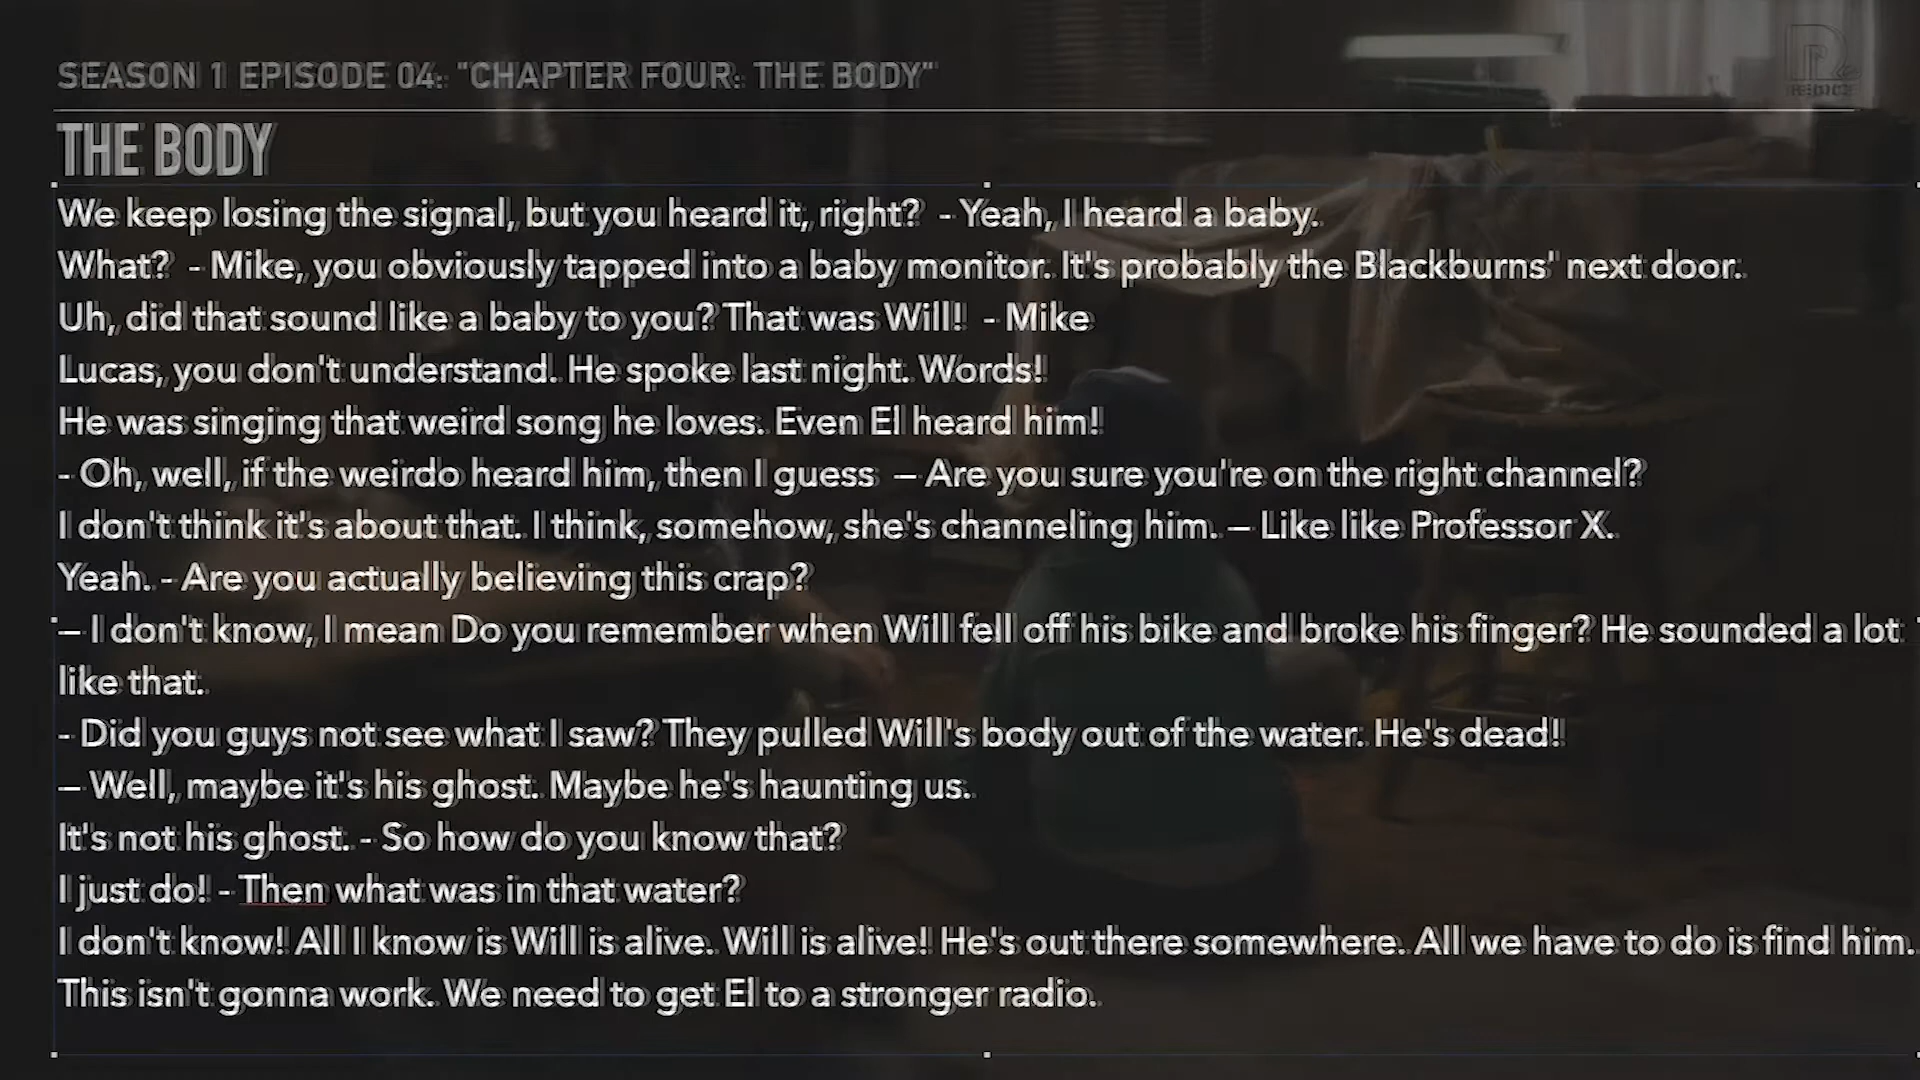 SEASON 1 EPISODE 04: "CHAPTER FOUR: THE BODY"
THE BODY
We keep losing the signal, but you heard it, right?  - Yeah, I heard a baby.
What?  - Mike, you obviously tapped into a baby monitor. It's probably the Blackburns' next door.
Uh, did that sound like a baby to you? That was Will!  - Mike
Lucas, you don't understand. He spoke last night. Words!
He was singing that weird song he loves. Even El heard him!
- Oh, well, if the weirdo heard him, then I guess  – Are you sure you're on the right channel?
I don't think it's about that. I think, somehow, she's channeling him. – Like like Professor X.
Yeah. - Are you actually believing this crap?
– I don't know, I mean Do you remember when Will fell off his bike and broke his finger? He sounded a lot
like that.
- Did you guys not see what I saw? They pulled Will's body out of the water. He's dead!
– Well, maybe it's his ghost. Maybe he's haunting us.
It's not his ghost. - So how do you know that?
I just do! - Then what was in that water?
I don't know! All I know is Will is alive. Will is alive! He's out there somewhere. All we have to do is find him.
This isn't gonna work. We need to get El to a stronger radio.